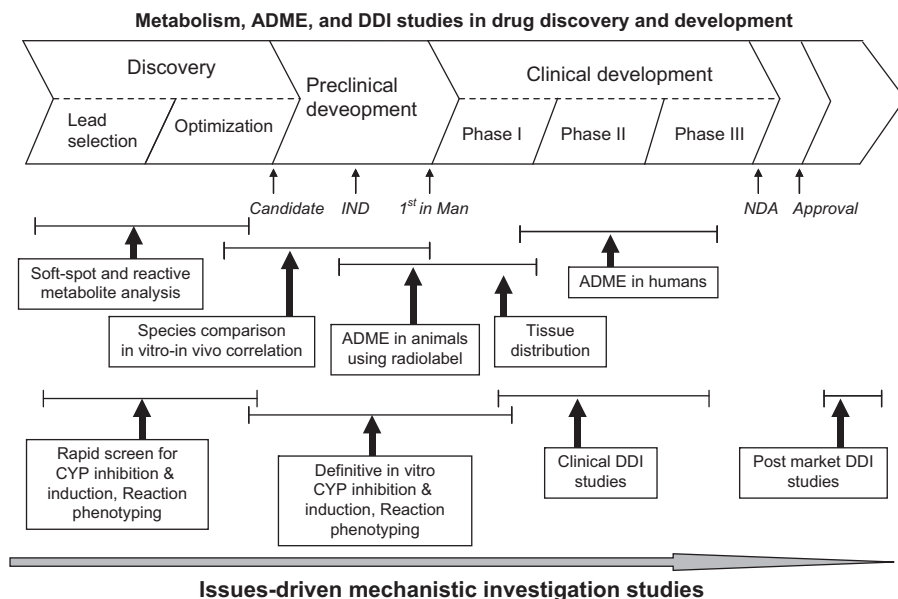 Metabolism, ADME, and DDI studies in drug discovery and development
Discovery
Lead
selection
Optimization
Preclinical
deveopment
Clinical development
Phase I
Phase II
Phase III
Candidate
IND
1st in Man
NDA
Approval
Soft-spot and reactive
metabolite analysis
Species comparison
in vitro-in vivo correlation
ADME in animals
using radiolabel
Tissue
distribution
ADME in humans
Rapid screen for
CYP inhibition &
induction, Reaction
phenotyping
Definitive in vitro
CYP inhibition &
induction, Reaction
phenotyping
Clinical DDI
studies
Post market DDI
studies
Issues-driven mechanistic investigation studies